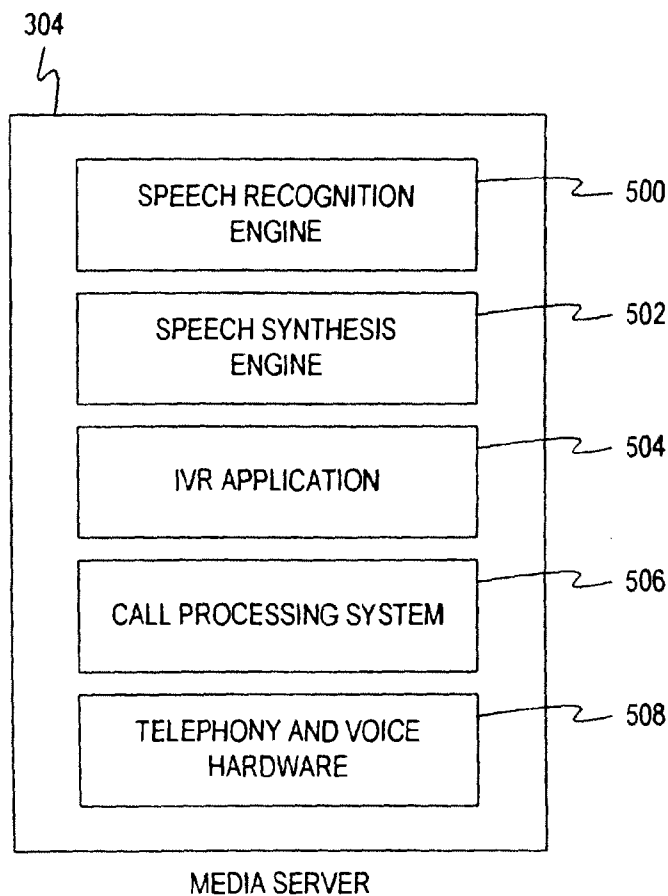 304
SPEECH RECOGNITION
ENGINE
500
SPEECH SYNTHESIS
ENGINE
502
IVR APPLICATION
504
CALL PROCESSING SYSTEM
506
TELEPHONY AND VOICE
HARDWARE
508
MEDIA SERVER